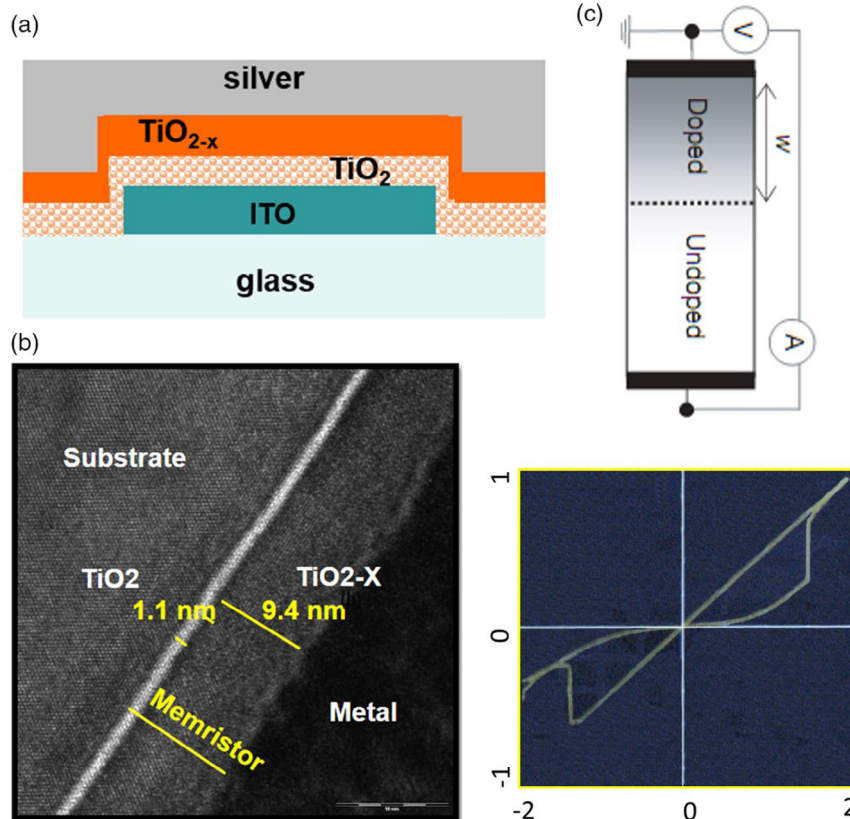 (a)
silver
TiO2-x
TiO2
ITO
glass
(b)
Substrate
TiO2
TiO2-X
1.1 nm
9.4 nm
Memristor
Metal
(c)
V
Doped
w
Undoped
A
1
0
-1
-2
0
2